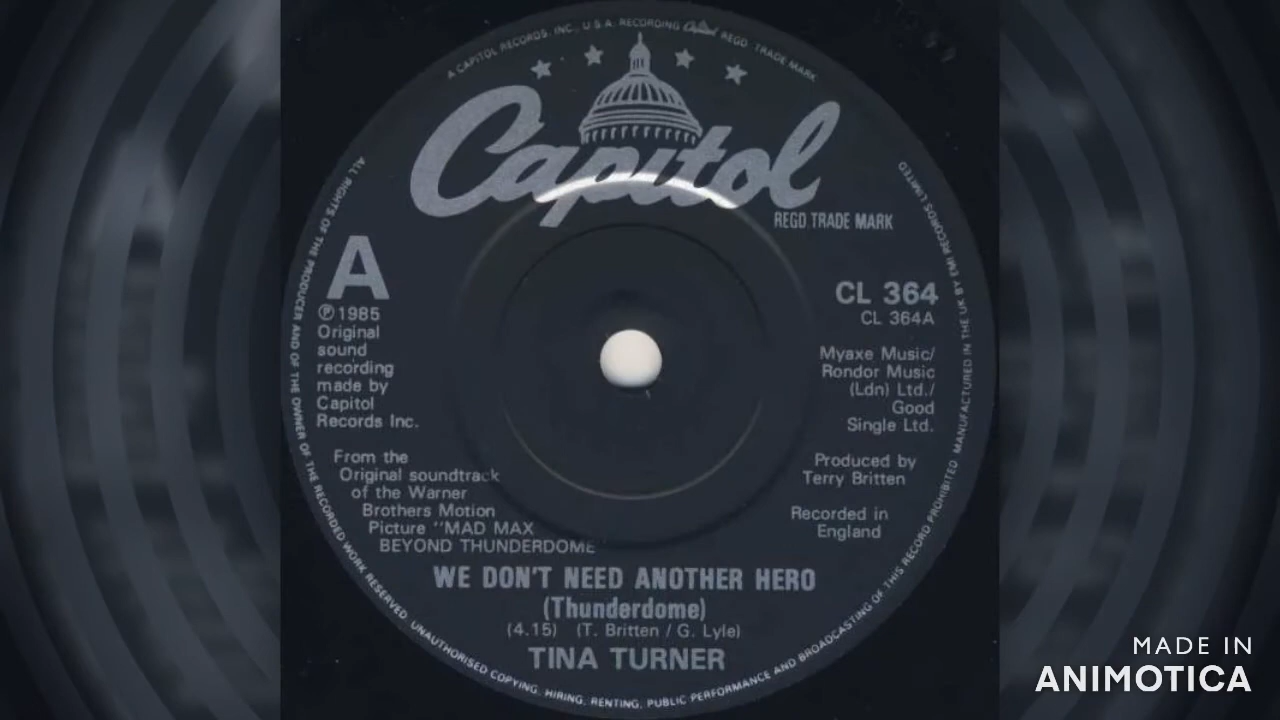 A CAPITOL RECORDS, INC., U.S.A. RECORDING Capitol REGD. TRADE MARK
Capitol
REGD. TRADE MARK
A
Ⓟ1985
Original
sound
recording
made by
Capitol
Records Inc.
CL 364
CL 364A
Myaxe Music/
Rondor Music
(Ldn) Ltd./
Good
Single Ltd.
From the
Original soundtrack
of the Warner
Brothers Motion
Picture "MAD MAX
BEYOND THUNDERDOME"
Produced by
Terry Britten
Recorded in
England
WE DON'T NEED ANOTHER HERO
(Thunderdome)
(4.15) (T. Britten / G. Lyle)
TINA TURNER
ALL RIGHTS OF THE PRODUCER AND OF THE OWNER OF THE RECORDED WORK RESERVED. UNAUTHORISED COPYING, HIRING, RENTING, PUBLIC PERFORMANCE AND BROADCASTING OF THIS RECORD PROHIBITED. MANUFACTURED IN THE UK BY EMI RECORDS LIMITED
MADE IN
ANIMOTICA